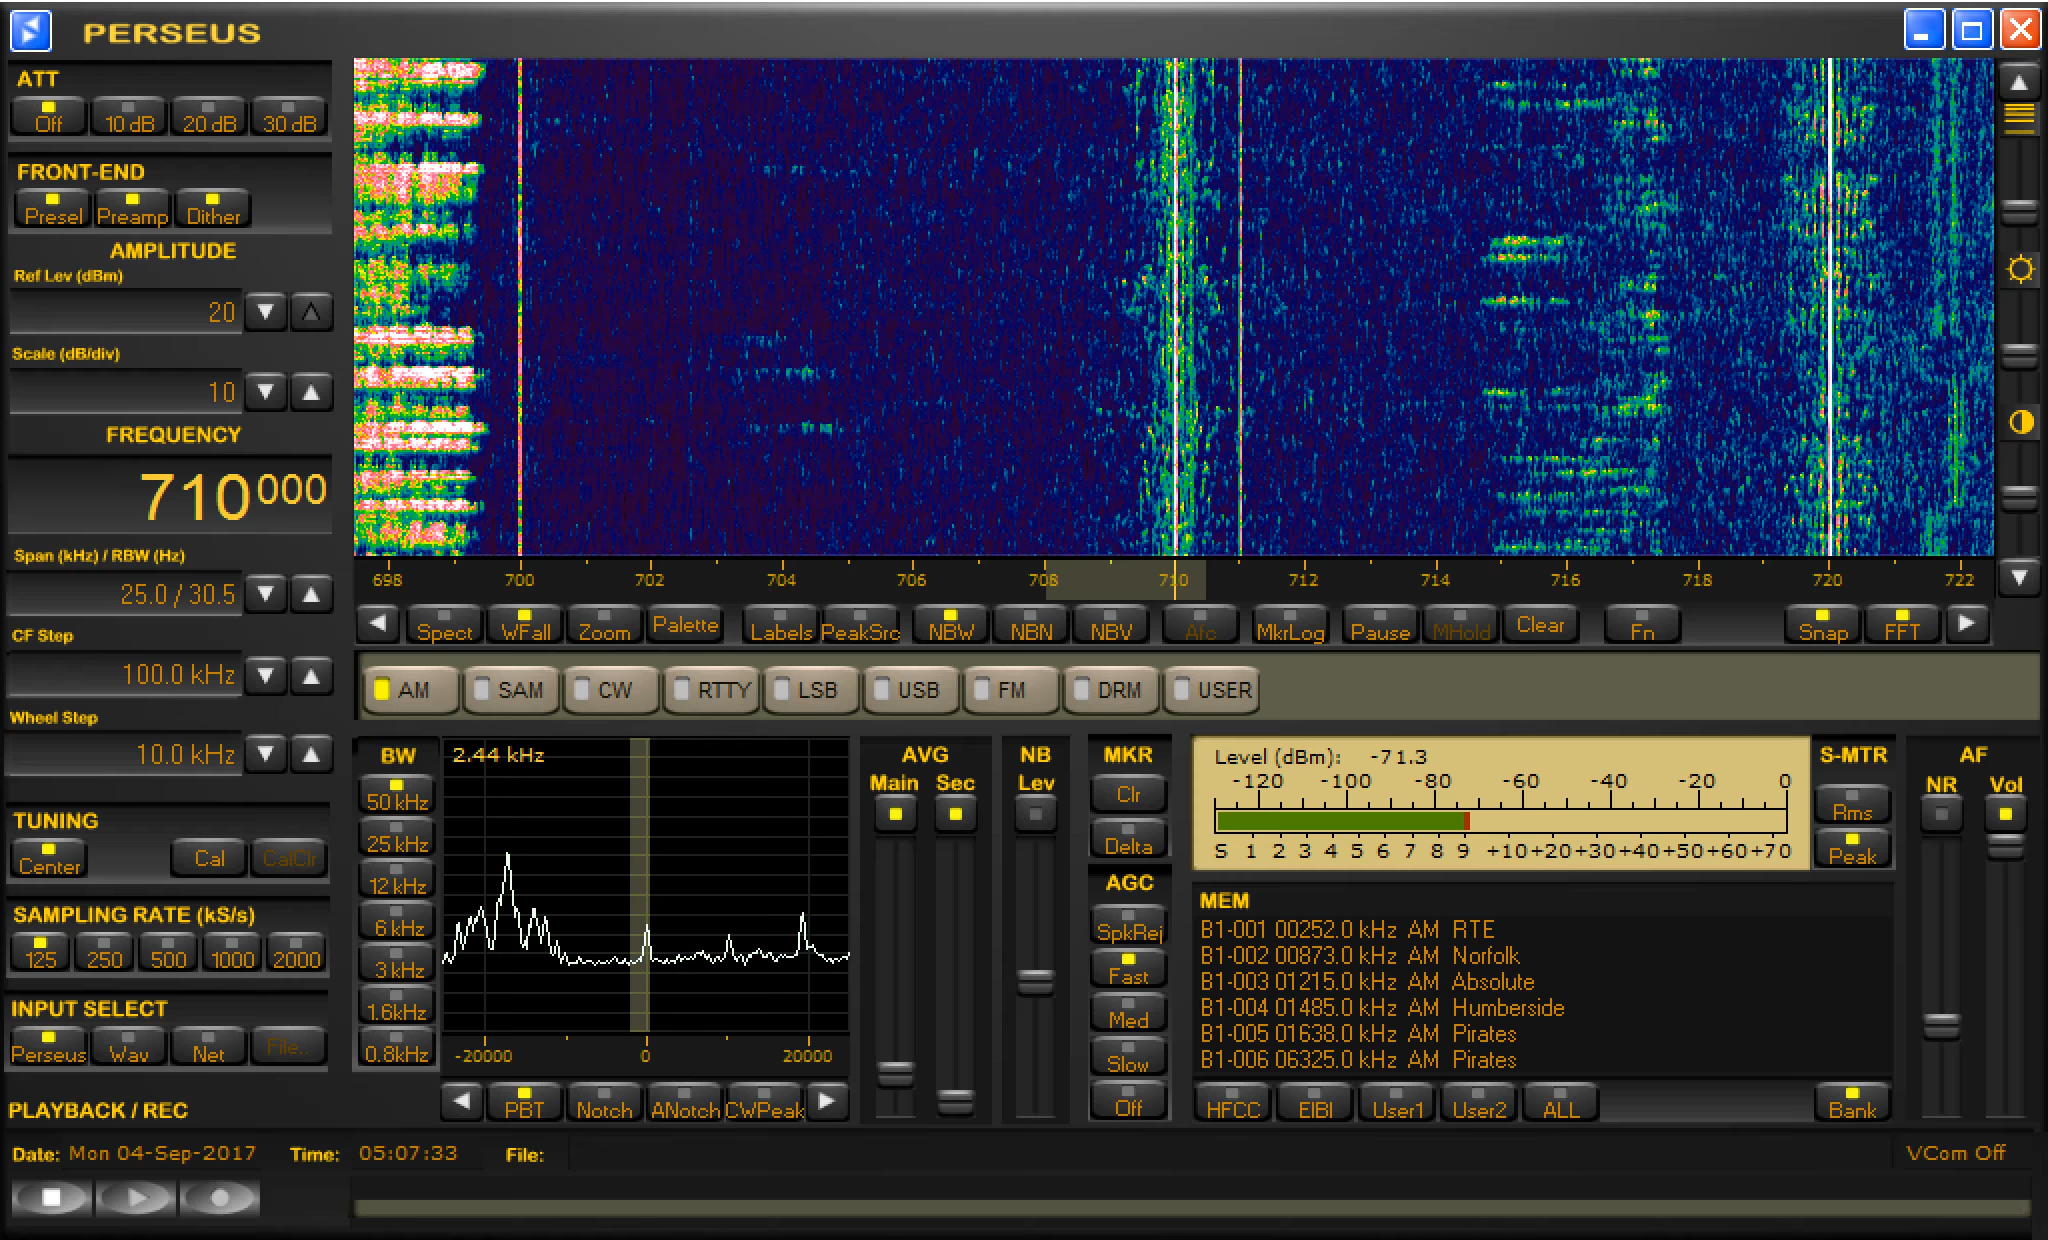 PERSEUS
ATT
Off 10 dB 20 dB 30 dB
FRONT-END
Presel Preamp Dither
AMPLITUDE
Ref Lev (dBm)
20
Scale (dB/div)
10
FREQUENCY
710000
Span (kHz) / RBW (Hz)
25.0 / 30.5
CF Step
100.0 kHz
Wheel Step
10.0 kHz
TUNING
Center Cal CalClr
SAMPLING RATE (kS/s)
125 250 500 1000 2000
INPUT SELECT
Perseus Wav Net File..
PLAYBACK / REC
698 700 702 704 706 708 710 712 714 716 718 720 722
Spect WFall Zoom Palette Labels PeakSrc NBW NBN NBV Afc MkrLog Pause MHold Clear Fn Snap FFT
AM SAM CW RTTY LSB USB FM DRM USER
BW
50 kHz
25 kHz
12 kHz
6 kHz
3 kHz
1.6kHz
0.8kHz
2.44 kHz
-20000 0 20000
PBT Notch ANotch CWPeak
AVG
Main Sec
NB
Lev
MKR
Clr
Delta
AGC
SpkRej
Fast
Med
Slow
Off
Level (dBm): -71.3
-120 -100 -80 -60 -40 -20 0
S 1 2 3 4 5 6 7 8 9 +10+20+30+40+50+60+70
S-MTR
Rms
Peak
AF
NR Vol
MEM
B1-001 00252.0 kHz AM RTE
B1-002 00873.0 kHz AM Norfolk
B1-003 01215.0 kHz AM Absolute
B1-004 01485.0 kHz AM Humberside
B1-005 01638.0 kHz AM Pirates
B1-006 06325.0 kHz AM Pirates
HFCC EIBI User1 User2 ALL Bank
Date: Mon 04-Sep-2017 Time: 05:07:33 File: VCom Off